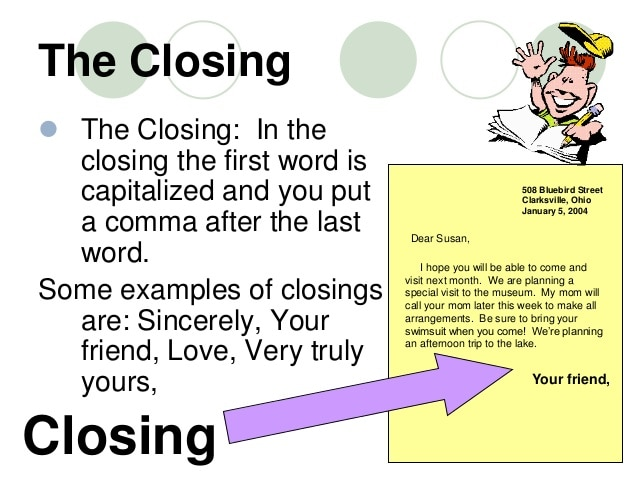 The Closing
The Closing:  In the
closing the first word is
capitalized and you put
a comma after the last
word.
Some examples of closings
are: Sincerely, Your
friend, Love, Very truly
yours,
Closing
508 Bluebird Street
Clarksville, Ohio
January 5, 2004
Dear Susan,
I hope you will be able to come and
visit next month.  We are planning a
special visit to the museum.  My mom will
call your mom later this week to make all
arrangements.  Be sure to bring your
swimsuit when you come!  We're planning
an afternoon trip to the lake.
Your friend,